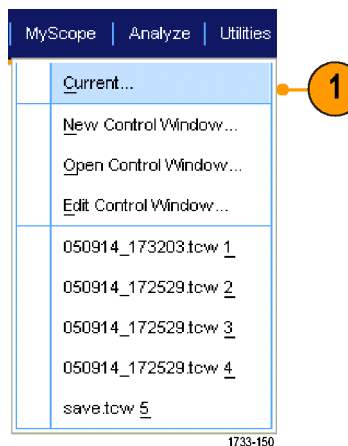 MyScope | Analyze | Utilities
Current...
1
New Control Window...
Open Control Window...
Edit Control Window...
050914_173203.tcw 1
050914_172529.tcw 2
050914_172529.tcw 3
050914_172529.tcw 4
save.tcw 5
1733-150